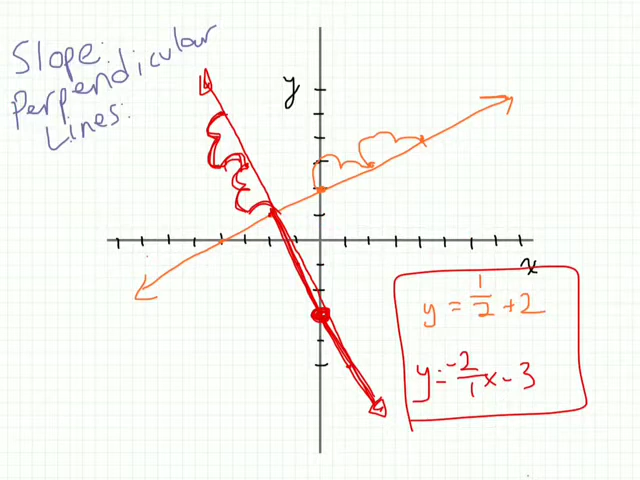 Slope:
Perpendicular
Lines:
y
x
y = 1/2 + 2
y = -2/1 x - 3